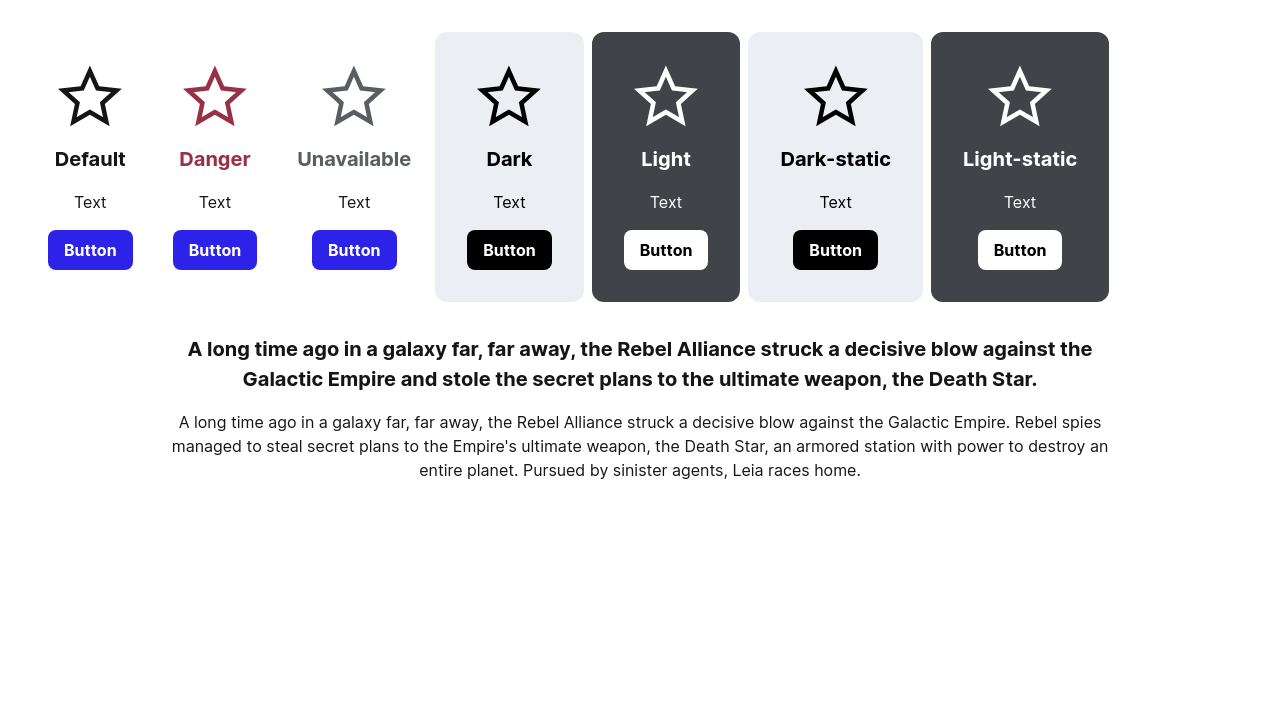 Default
Text
Button
Danger
Text
Button
Unavailable
Text
Button
Dark
Text
Button
Light
Text
Button
Dark-static
Text
Button
Light-static
Text
Button
A long time ago in a galaxy far, far away, the Rebel Alliance struck a decisive blow against the
Galactic Empire and stole the secret plans to the ultimate weapon, the Death Star.
A long time ago in a galaxy far, far away, the Rebel Alliance struck a decisive blow against the Galactic Empire. Rebel spies
managed to steal secret plans to the Empire's ultimate weapon, the Death Star, an armored station with power to destroy an
entire planet. Pursued by sinister agents, Leia races home.